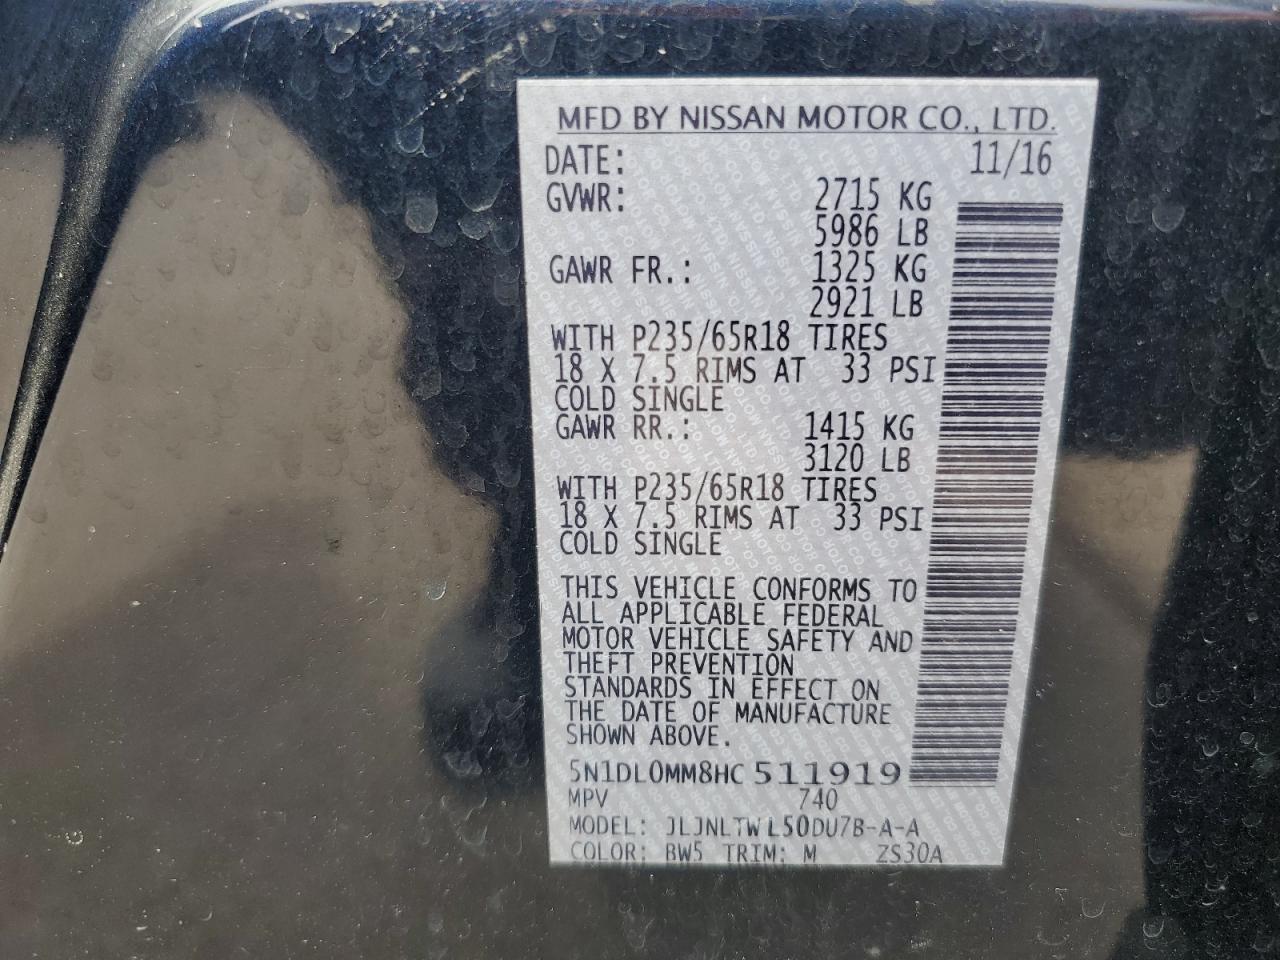 MFD BY NISSAN MOTOR CO., LTD.
DATE: 11/16
GVWR: 2715 KG
5986 LB
GAWR FR.: 1325 KG
2921 LB
WITH P235/65R18 TIRES
18 X 7.5 RIMS AT 33 PSI
COLD SINGLE
GAWR RR.: 1415 KG
3120 LB
WITH P235/65R18 TIRES
18 X 7.5 RIMS AT 33 PSI
COLD SINGLE
THIS VEHICLE CONFORMS TO
ALL APPLICABLE FEDERAL
MOTOR VEHICLE SAFETY AND
THEFT PREVENTION
STANDARDS IN EFFECT ON
THE DATE OF MANUFACTURE
SHOWN ABOVE.
5N1DL0MM8HC 511919
MPV 740
MODEL: JLJNLTWL50DU7B-A-A
COLOR: BW5 TRIM: M ZS30A